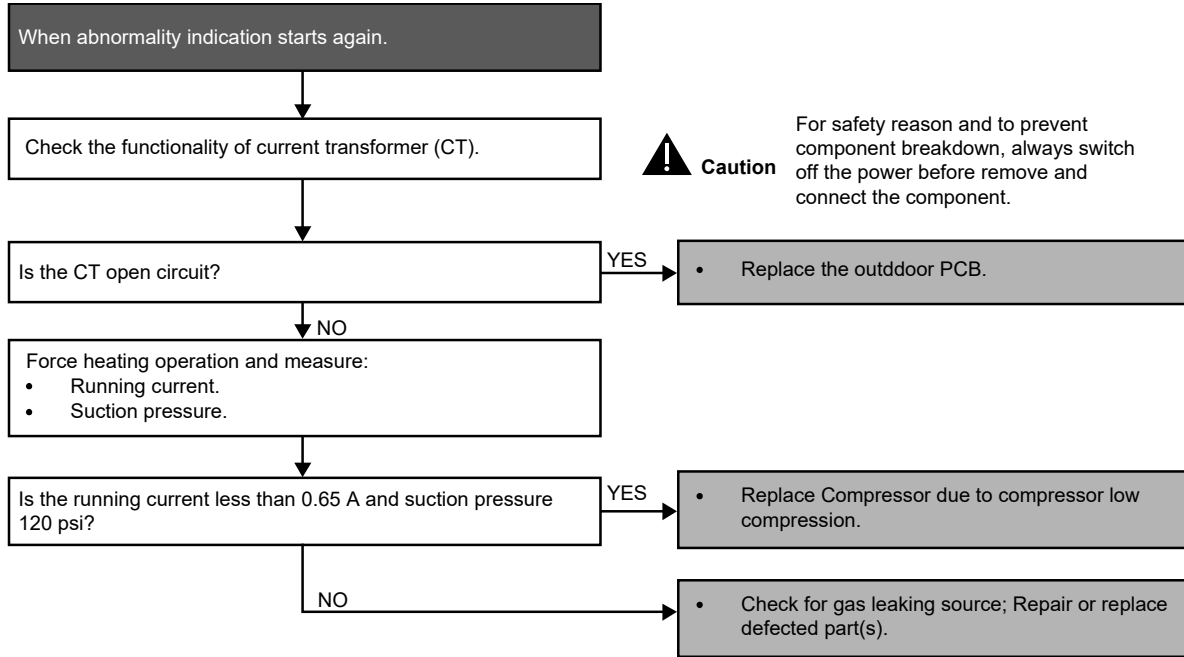 When abnormality indication starts again.
Check the functionality of current transformer (CT).
Caution
For safety reason and to prevent
component breakdown, always switch
off the power before remove and
connect the component.
Is the CT open circuit?
YES
• Replace the outddoor PCB.
NO
Force heating operation and measure:
• Running current.
• Suction pressure.
Is the running current less than 0.65 A and suction pressure
120 psi?
YES
• Replace Compressor due to compressor low
compression.
NO
• Check for gas leaking source; Repair or replace
defected part(s).